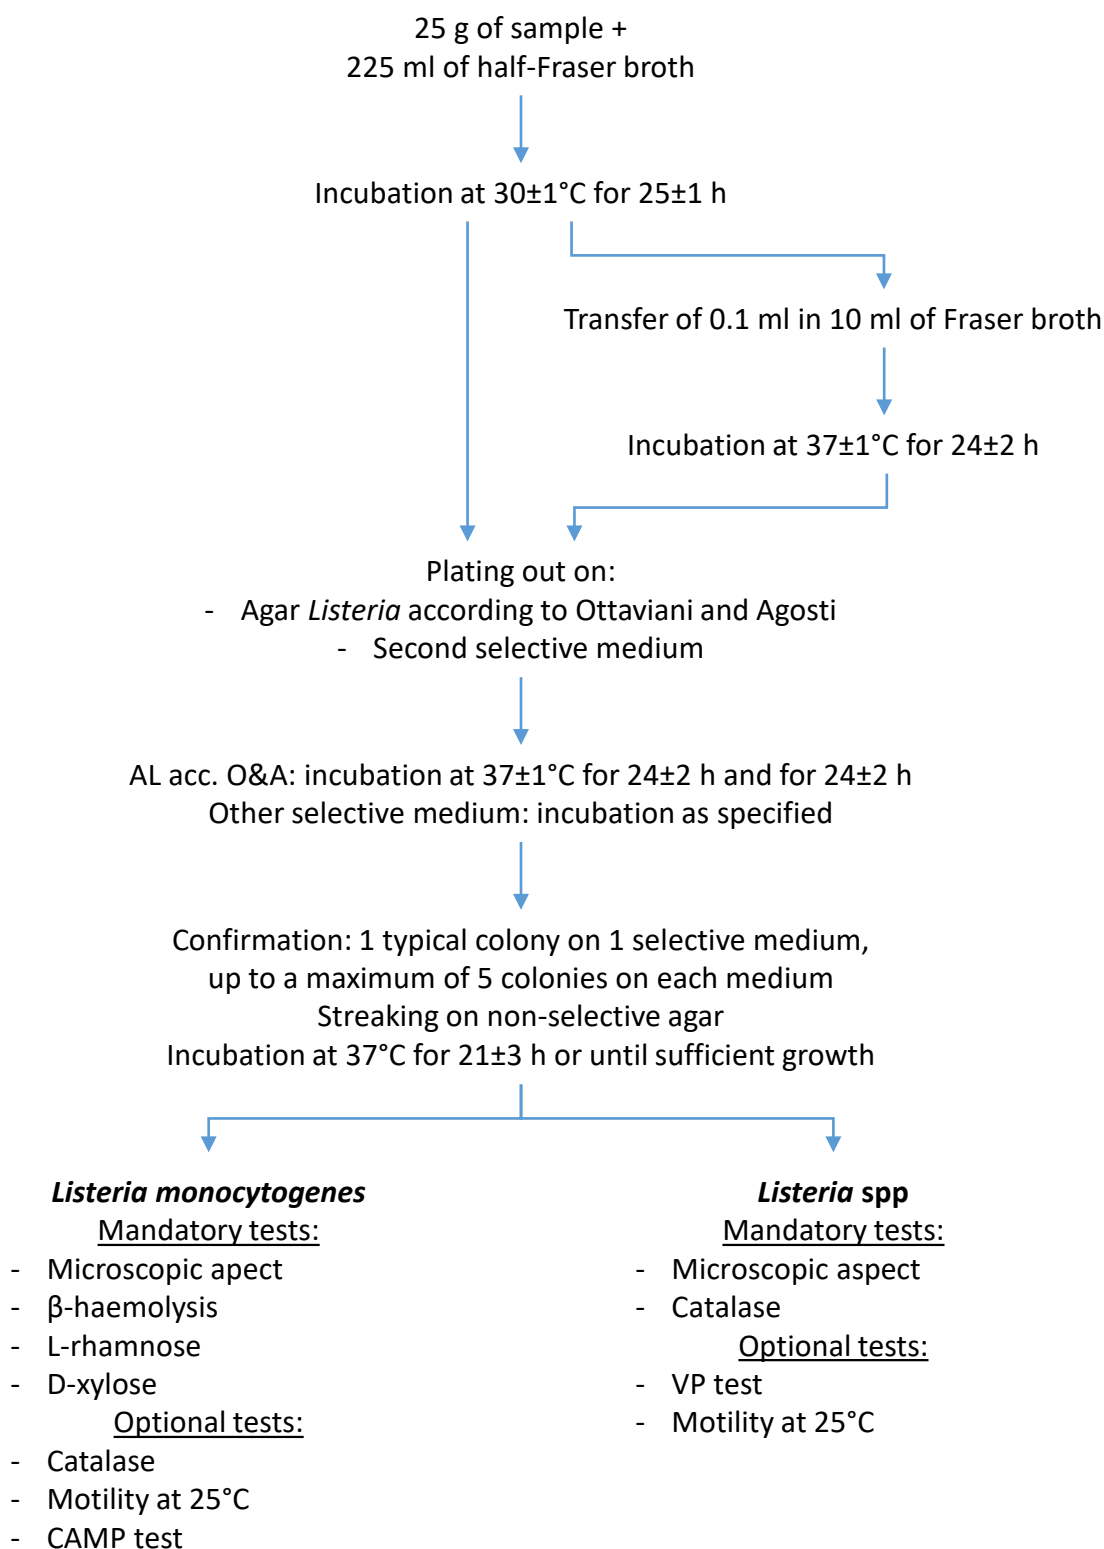 25 g of sample +
225 ml of half-Fraser broth
Incubation at 30±1°C for 25±1 h
Transfer of 0.1 ml in 10 ml of Fraser broth
Incubation at 37±1°C for 24±2 h
Plating out on:
- Agar Listeria according to Ottaviani and Agosti
- Second selective medium
AL acc. O&A: incubation at 37±1°C for 24±2 h and for 24±2 h
Other selective medium: incubation as specified
Confirmation: 1 typical colony on 1 selective medium,
up to a maximum of 5 colonies on each medium
Streaking on non-selective agar
Incubation at 37°C for 21±3 h or until sufficient growth
Listeria monocytogenes
Mandatory tests:
- Microscopic apect
- β-haemolysis
- L-rhamnose
- D-xylose
Optional tests:
- Catalase
- Motility at 25°C
- CAMP test
Listeria spp
Mandatory tests:
- Microscopic aspect
- Catalase
Optional tests:
- VP test
- Motility at 25°C